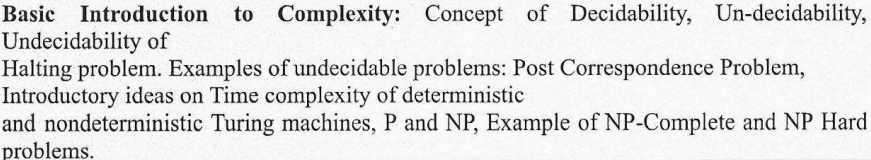 Basic Introduction to Complexity: Concept of Decidability, Un-decidability,
Undecidability of
Halting problem. Examples of undecidable problems: Post Correspondence Problem,
Introductory ideas on Time complexity of deterministic
and nondeterministic Turing machines, P and NP, Example of NP-Complete and NP Hard
problems.